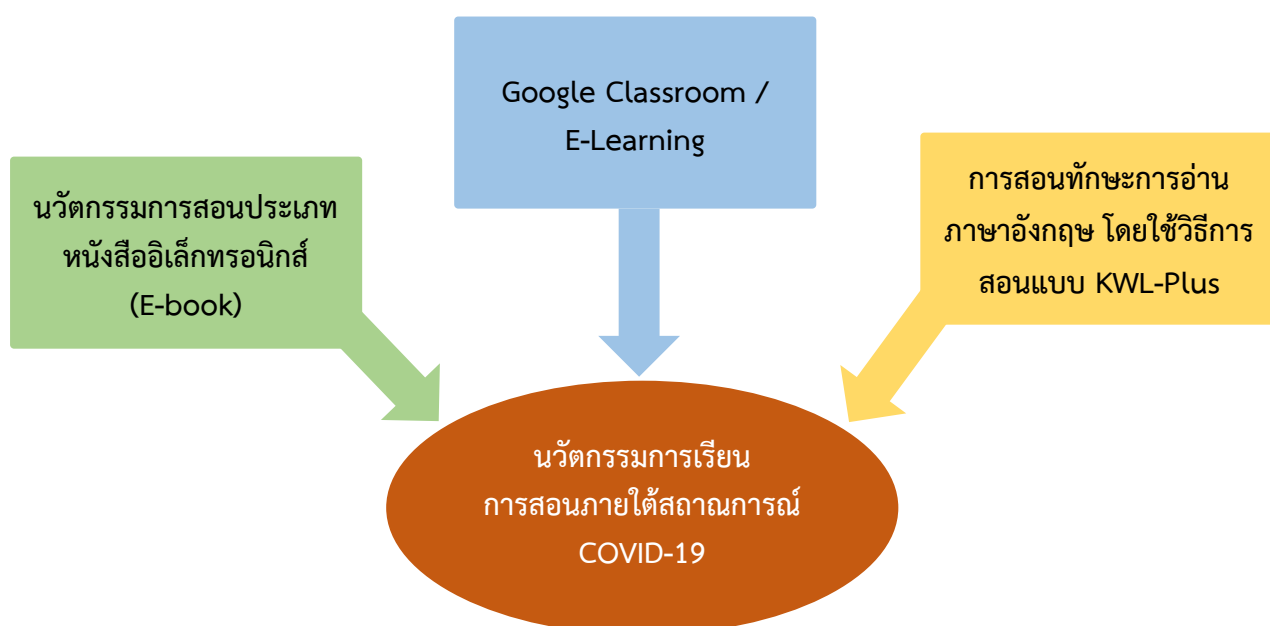 Google Classroom /
E-Learning
นวัตกรรมการสอนประเภท
หนังสืออิเล็กทรอนิกส์
(E-book)
การสอนทักษะการอ่าน
ภาษาอังกฤษ โดยใช้วิธีการ
สอนแบบ KWL-Plus
นวัตกรรมการเรียน
การสอนภายใต้สถาณการณ์
COVID-19